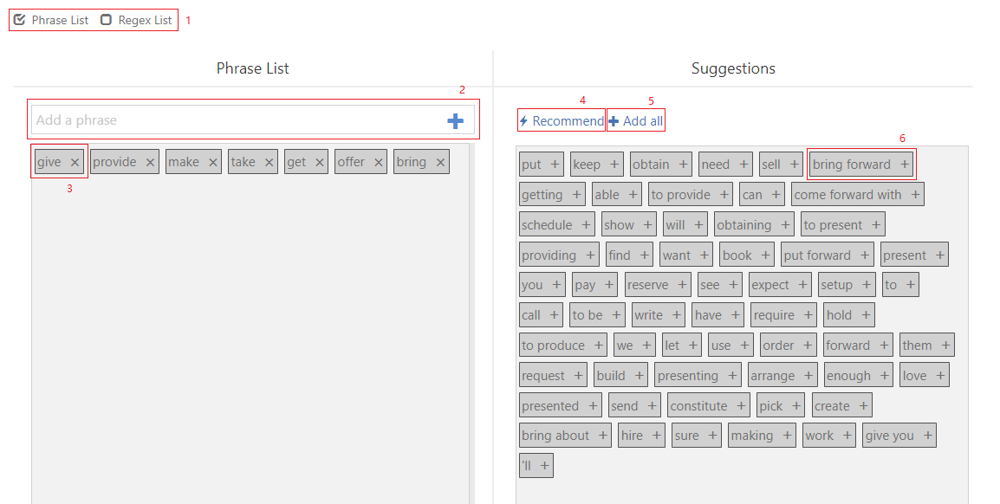 Phrase List Regex List 1
Phrase List
2
Add a phrase
give provide make take get offer bring
3
Suggestions
4 5
Recommend Add all
6
put keep obtain need sell bring forward
getting able to provide can come forward with
schedule show will obtaining to present
providing find want book put forward present
you pay reserve see expect setup to
call to be write have require hold
to produce we let use order forward them
request build presenting arrange enough love
presented send constitute pick create
bring about hire sure making work give you
'll